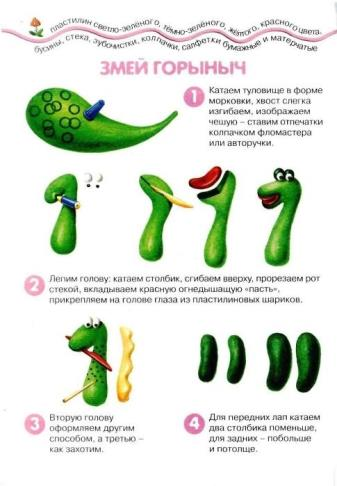 пластилин светло-зелёного, тёмно-зелёного, жёлтого, красного цвета.
бусины, стека, зубочистки, колпачки, салфетки бумажные и матерчатые
ЗМЕЙ ГОРЫНЫЧ
1
Катаем туловище в форме
морковки, хвост слегка
изгибаем, изображаем
чешую – ставим отпечатки
колпачком фломастера
или авторучки.
2
Лепим голову: катаем столбик, сгибаем вверху, прорезаем рот
стекой, вкладываем красную огнедышащую «пасть»,
прикрепляем на голове глаза из пластилиновых шариков.
3
Вторую голову
оформляем другим
способом, а третью –
как захотим.
4
Для передних лап катаем
два столбика поменьше,
для задних – побольше
и потолще.